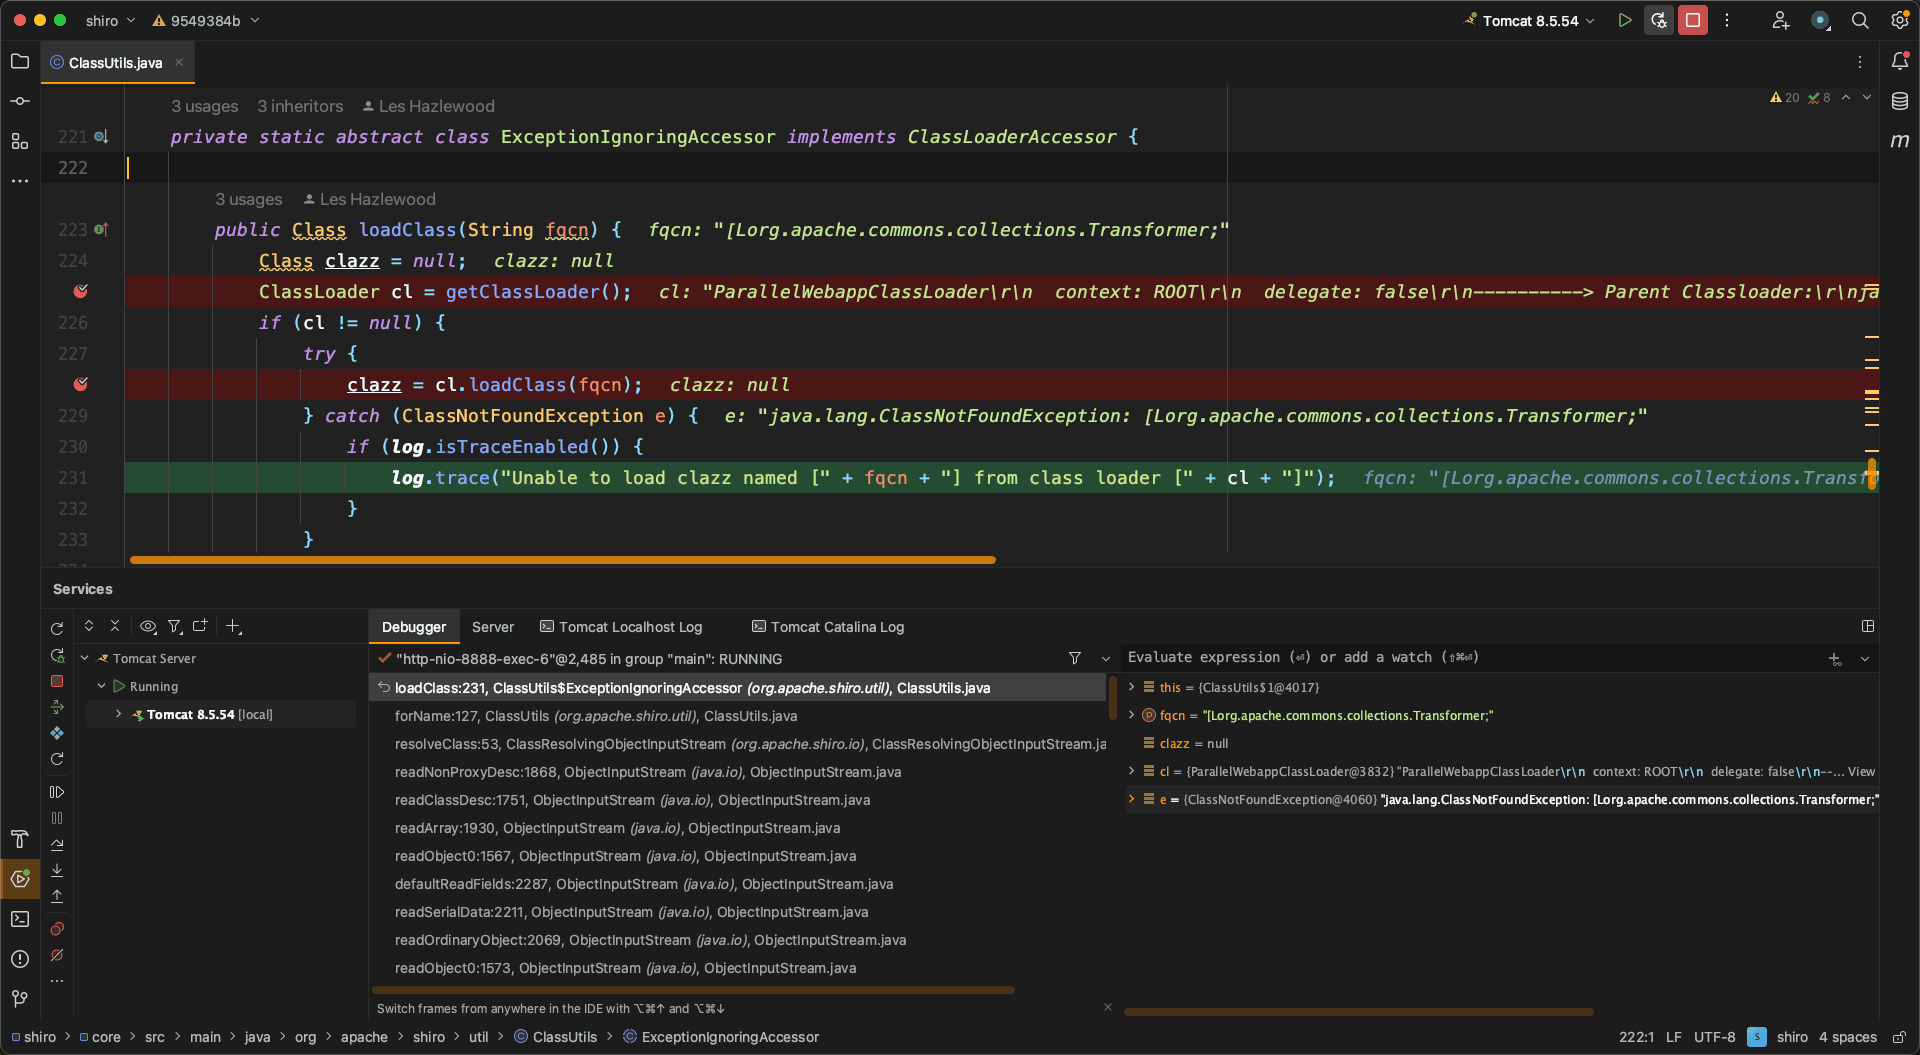 shiro 9549384b Tomcat 8.5.54
ClassUtils.java
3 usages 3 inheritors Les Hazlewood 20 8
221 private static abstract class ExceptionIgnoringAccessor implements ClassLoaderAccessor {
222
3 usages Les Hazlewood
223 public Class loadClass(String fqcn) { fqcn: "[Lorg.apache.commons.collections.Transformer;"
224 Class clazz = null; clazz: null
ClassLoader cl = getClassLoader(); cl: "ParallelWebappClassLoader\r\n context: ROOT\r\n delegate: false\r\n----------> Parent Classloader:\r\nja
226 if (cl != null) {
227 try {
clazz = cl.loadClass(fqcn); clazz: null
229 } catch (ClassNotFoundException e) { e: "java.lang.ClassNotFoundException: [Lorg.apache.commons.collections.Transformer;"
230 if (log.isTraceEnabled()) {
231 log.trace("Unable to load clazz named [" + fqcn + "] from class loader [" + cl + "]"); fqcn: "[Lorg.apache.commons.collections.Transfo
232 }
233 }
Services
Debugger Server Tomcat Localhost Log Tomcat Catalina Log
Tomcat Server
Running
Tomcat 8.5.54 [local]
"http-nio-8888-exec-6"@2,485 in group "main": RUNNING
loadClass:231, ClassUtils$ExceptionIgnoringAccessor (org.apache.shiro.util), ClassUtils.java
forName:127, ClassUtils (org.apache.shiro.util), ClassUtils.java
resolveClass:53, ClassResolvingObjectInputStream (org.apache.shiro.io), ClassResolvingObjectInputStream.ja
readNonProxyDesc:1868, ObjectInputStream (java.io), ObjectInputStream.java
readClassDesc:1751, ObjectInputStream (java.io), ObjectInputStream.java
readArray:1930, ObjectInputStream (java.io), ObjectInputStream.java
readObject0:1567, ObjectInputStream (java.io), ObjectInputStream.java
defaultReadFields:2287, ObjectInputStream (java.io), ObjectInputStream.java
readSerialData:2211, ObjectInputStream (java.io), ObjectInputStream.java
readOrdinaryObject:2069, ObjectInputStream (java.io), ObjectInputStream.java
readObject0:1573, ObjectInputStream (java.io), ObjectInputStream.java
Switch frames from anywhere in the IDE with ⌥⌘↑ and ⌥⌘↓
Evaluate expression (⏎) or add a watch (⇧⌘⏎)
this = {ClassUtils$1@4017}
fqcn = "[Lorg.apache.commons.collections.Transformer;"
clazz = null
cl = {ParallelWebappClassLoader@3832} "ParallelWebappClassLoader\r\n context: ROOT\r\n delegate: false\r\n--... View
e = {ClassNotFoundException@4060} "java.lang.ClassNotFoundException: [Lorg.apache.commons.collections.Transformer;"
shiro > core > src > main > java > org > apache > shiro > util > ClassUtils > ExceptionIgnoringAccessor
222:1 LF UTF-8 S shiro 4 spaces